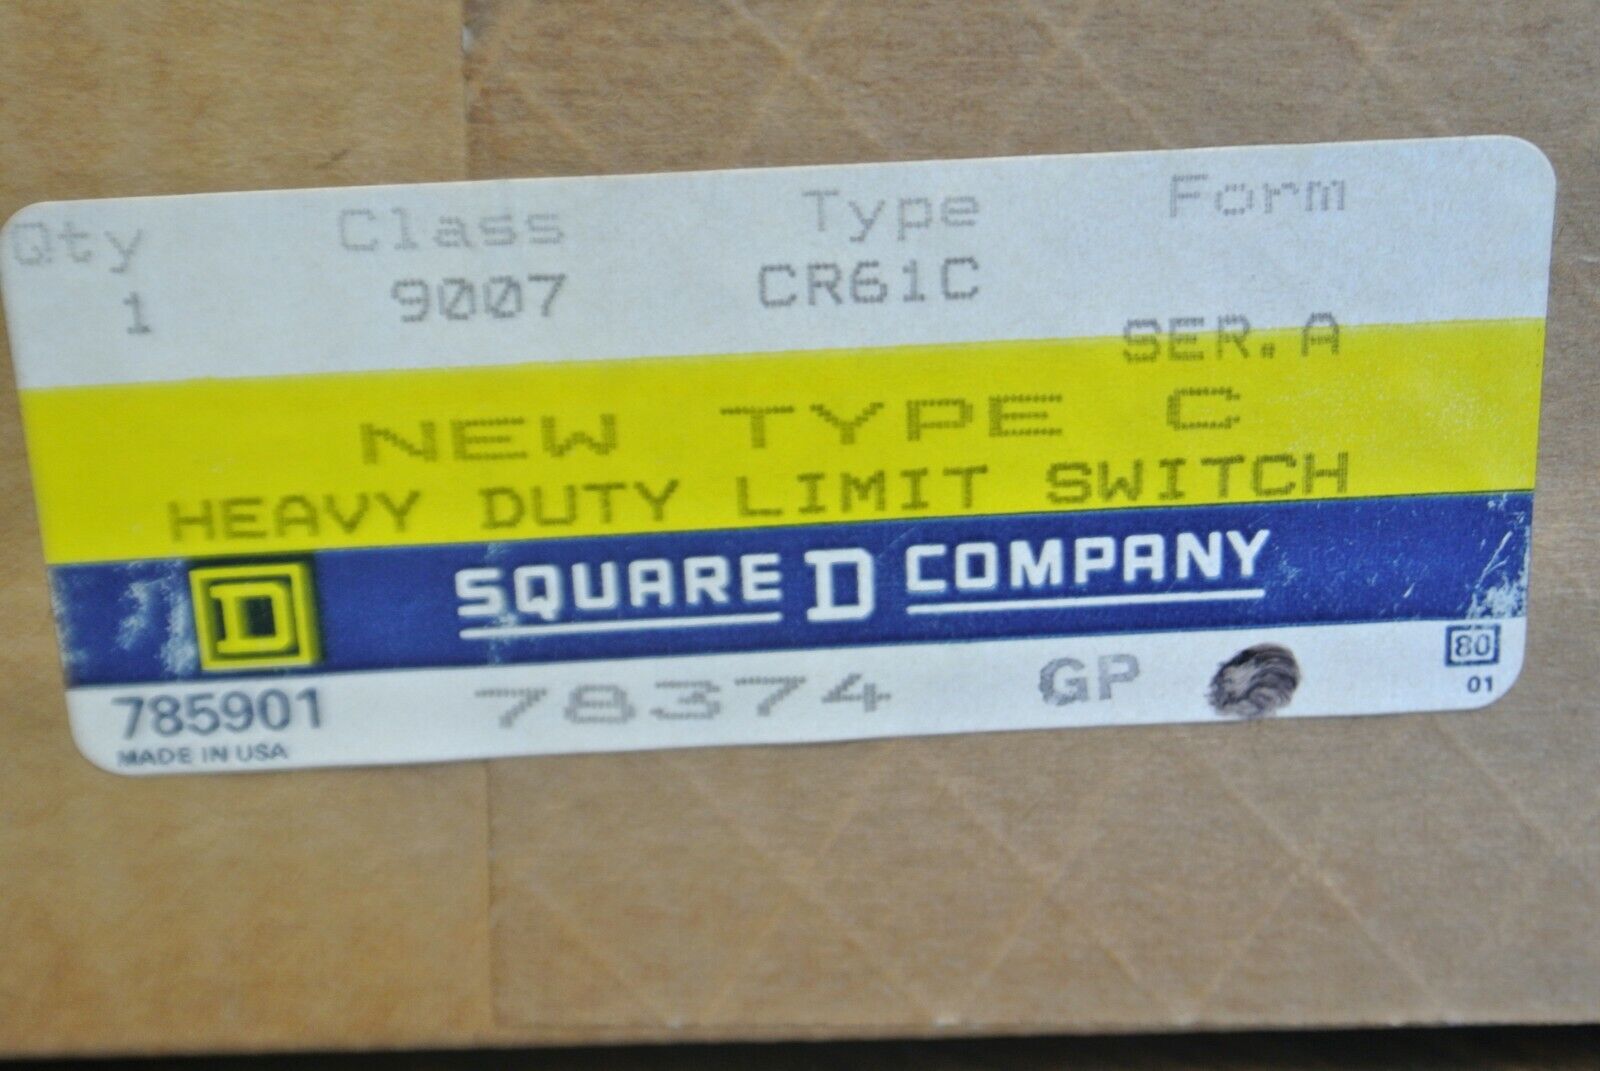 Qty Class Type Form
1 9007 CR61C
SER. A
NEW TYPE C
HEAVY DUTY LIMIT SWITCH
D SQUARE D COMPANY
785901 78374 GP 80
MADE IN USA 01